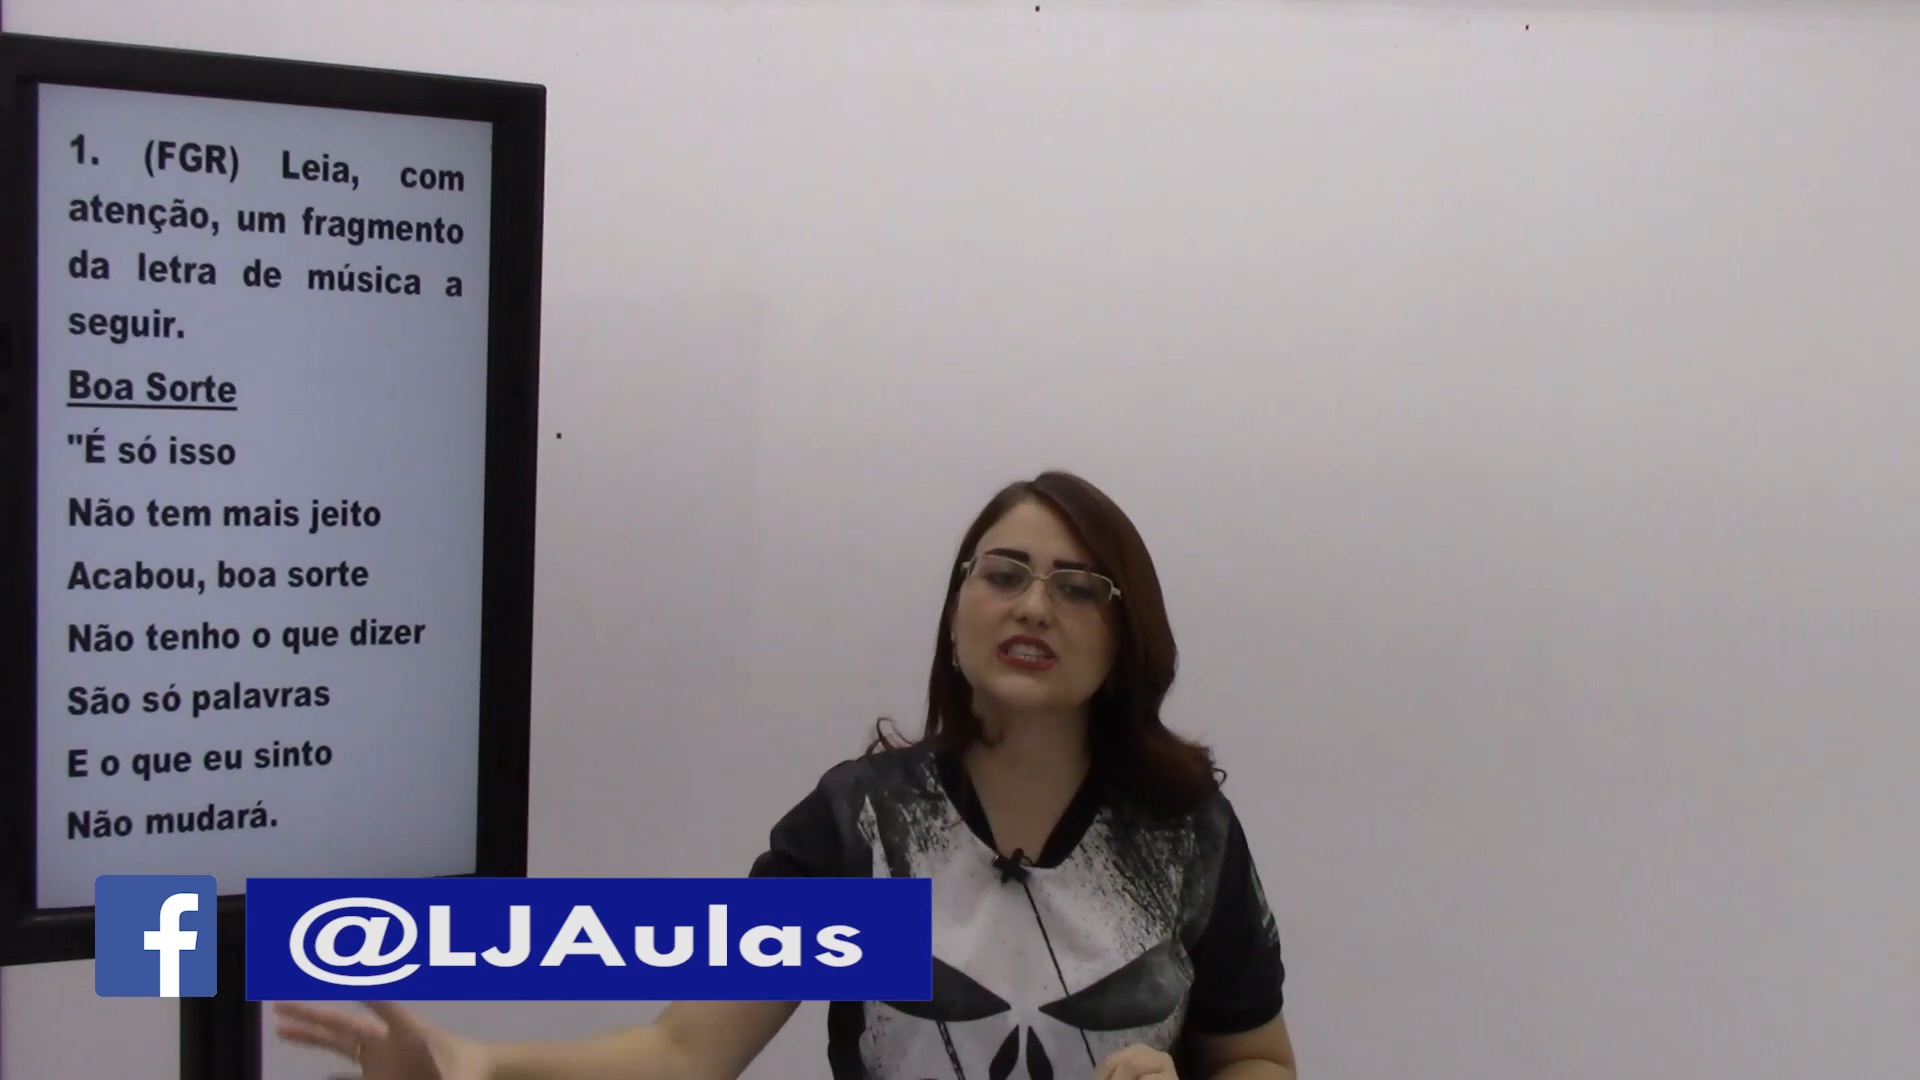 1. (FGR) Leia, com
atenção, um fragmento
da letra de música a
seguir.
Boa Sorte
"É só isso
Não tem mais jeito
Acabou, boa sorte
Não tenho o que dizer
São só palavras
E o que eu sinto
Não mudará.
f @LJAulas